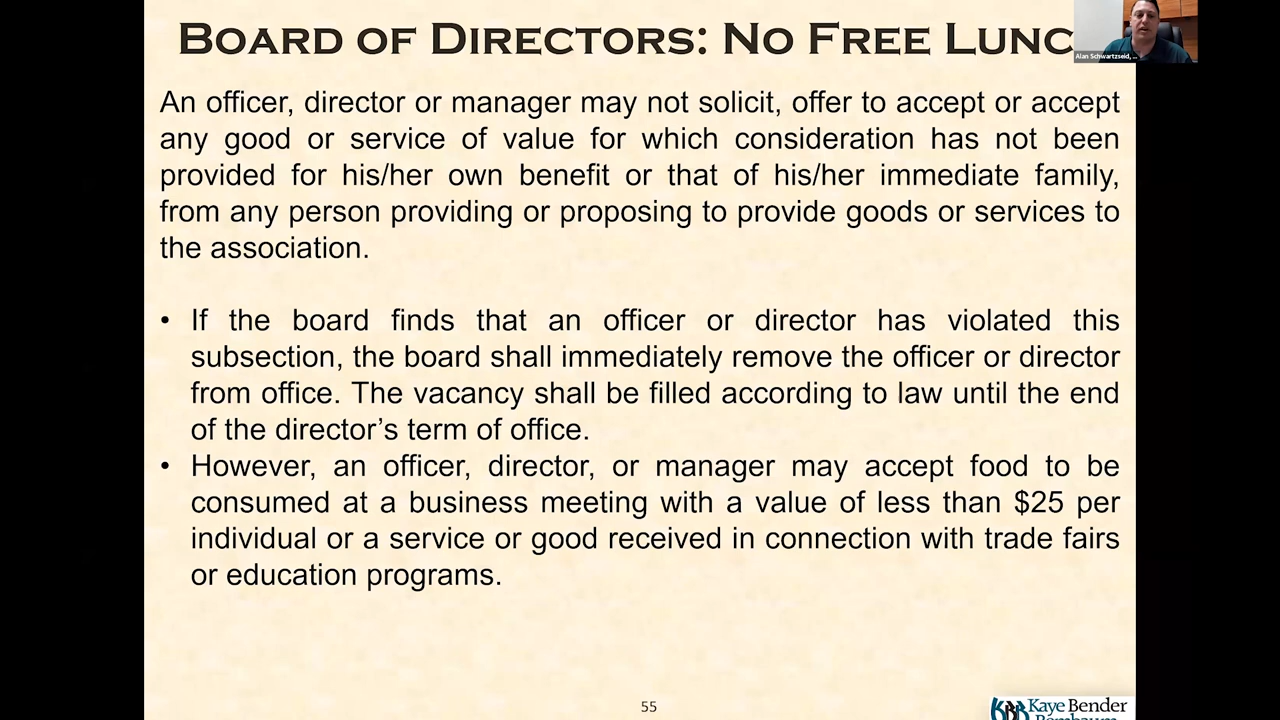 BOARD OF DIRECTORS: NO FREE LUNC
Alan Schwartzseid, ...
An officer, director or manager may not solicit, offer to accept or accept
any good or service of value for which consideration has not been
provided for his/her own benefit or that of his/her immediate family,
from any person providing or proposing to provide goods or services to
the association.
• If the board finds that an officer or director has violated this
subsection, the board shall immediately remove the officer or director
from office. The vacancy shall be filled according to law until the end
of the director's term of office.
• However, an officer, director, or manager may accept food to be
consumed at a business meeting with a value of less than $25 per
individual or a service or good received in connection with trade fairs
or education programs.
55
KBR Kaye Bender
Rembaum